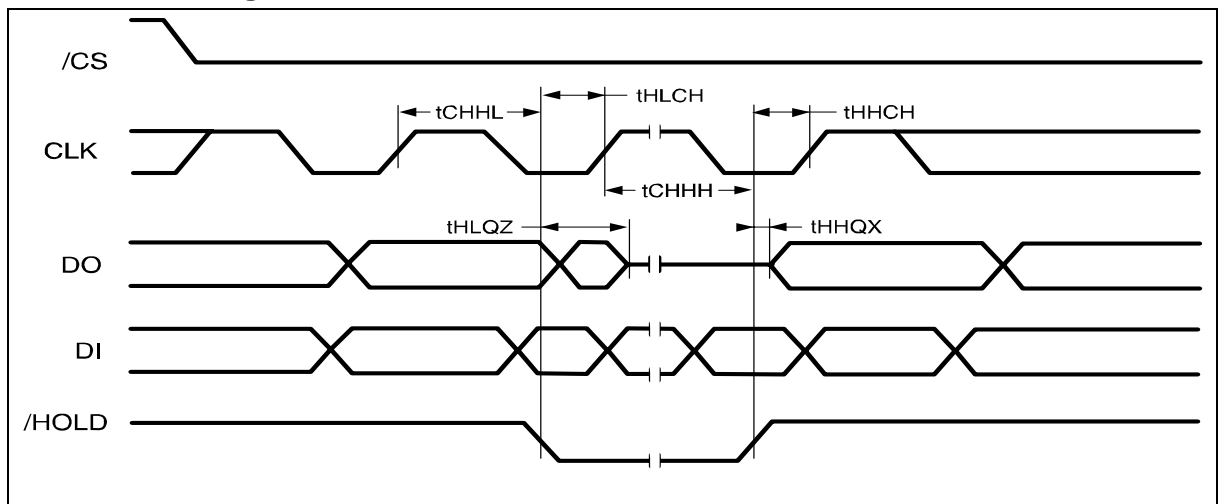 /CS
tHLCH
tCHHL
tHHCH
CLK
tCHHH
tHLQZ
tHHQX
DO
DI
/HOLD